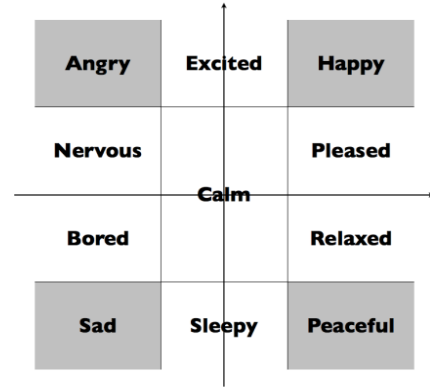 Angry Excited Happy
Nervous Pleased
Calm
Bored Relaxed
Sad Sleepy Peaceful